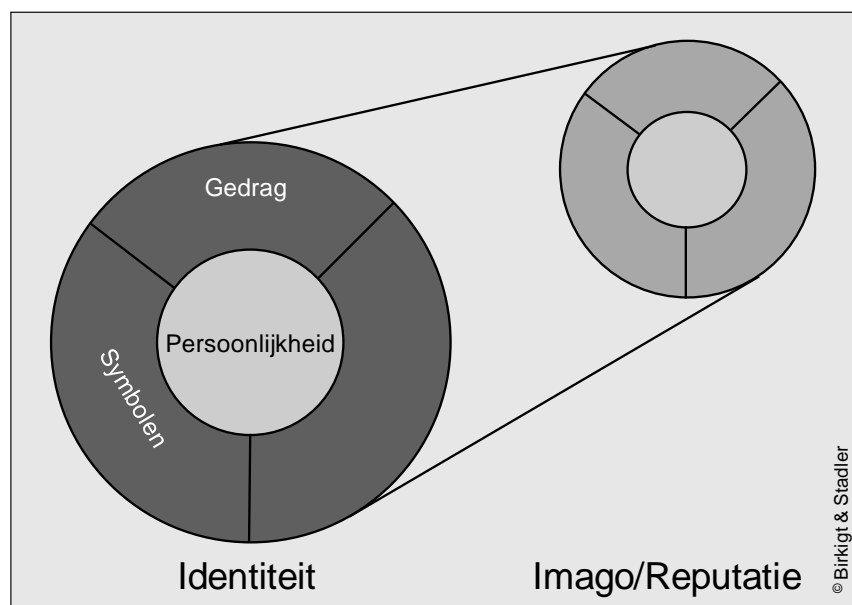 Gedrag
Persoonlijkheid
Symbolen
Identiteit
Imago/Reputatie
© Birkigt & Stadler